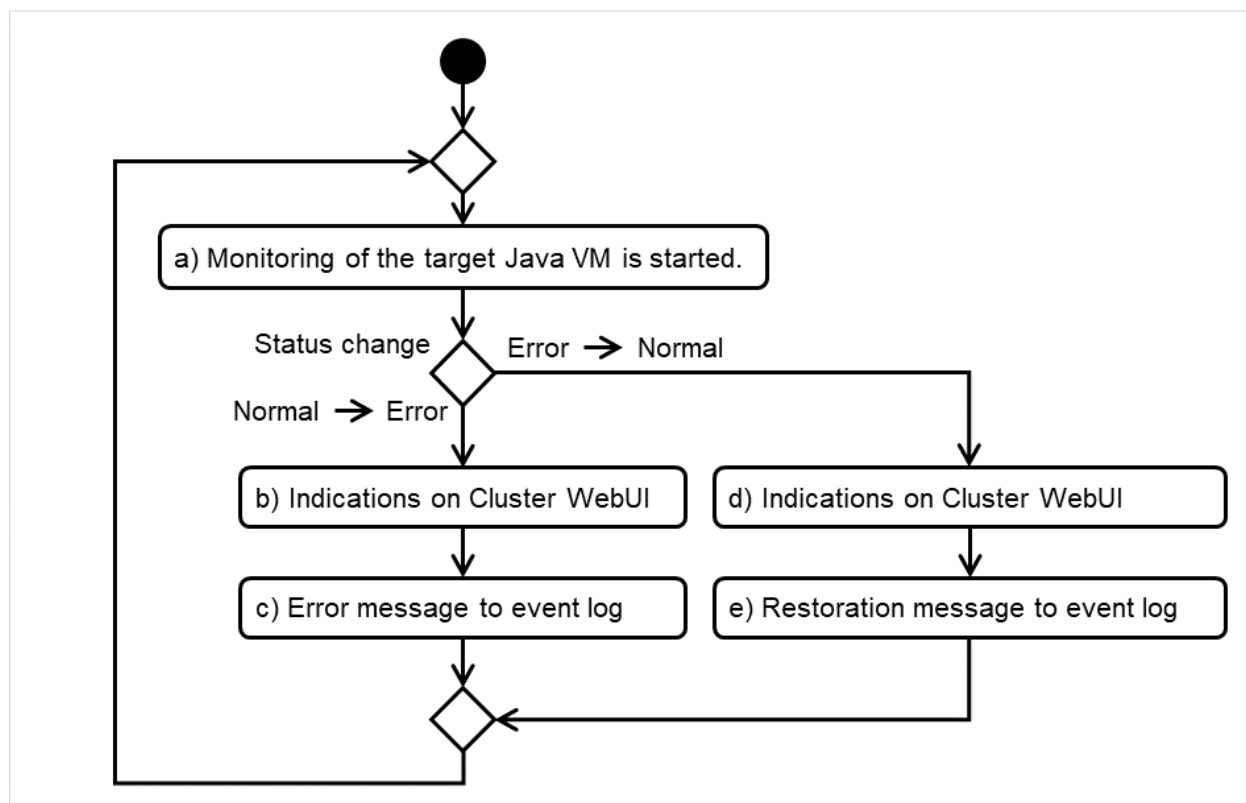 a) Monitoring of the target Java VM is started.
Status change
Error → Normal
Normal → Error
b) Indications on Cluster WebUI
d) Indications on Cluster WebUI
c) Error message to event log
e) Restoration message to event log